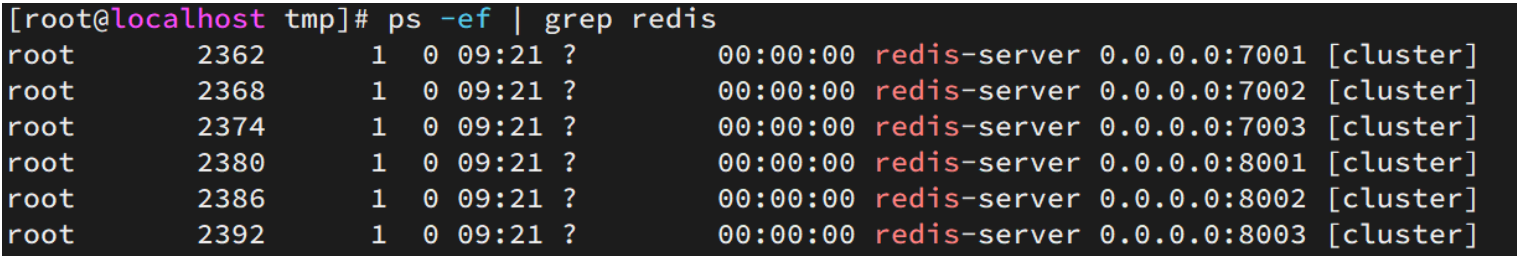 [root@localhost tmp]# ps -ef | grep redis
root       2362       1  0 09:21 ?        00:00:00 redis-server 0.0.0.0:7001 [cluster]
root       2368       1  0 09:21 ?        00:00:00 redis-server 0.0.0.0:7002 [cluster]
root       2374       1  0 09:21 ?        00:00:00 redis-server 0.0.0.0:7003 [cluster]
root       2380       1  0 09:21 ?        00:00:00 redis-server 0.0.0.0:8001 [cluster]
root       2386       1  0 09:21 ?        00:00:00 redis-server 0.0.0.0:8002 [cluster]
root       2392       1  0 09:21 ?        00:00:00 redis-server 0.0.0.0:8003 [cluster]